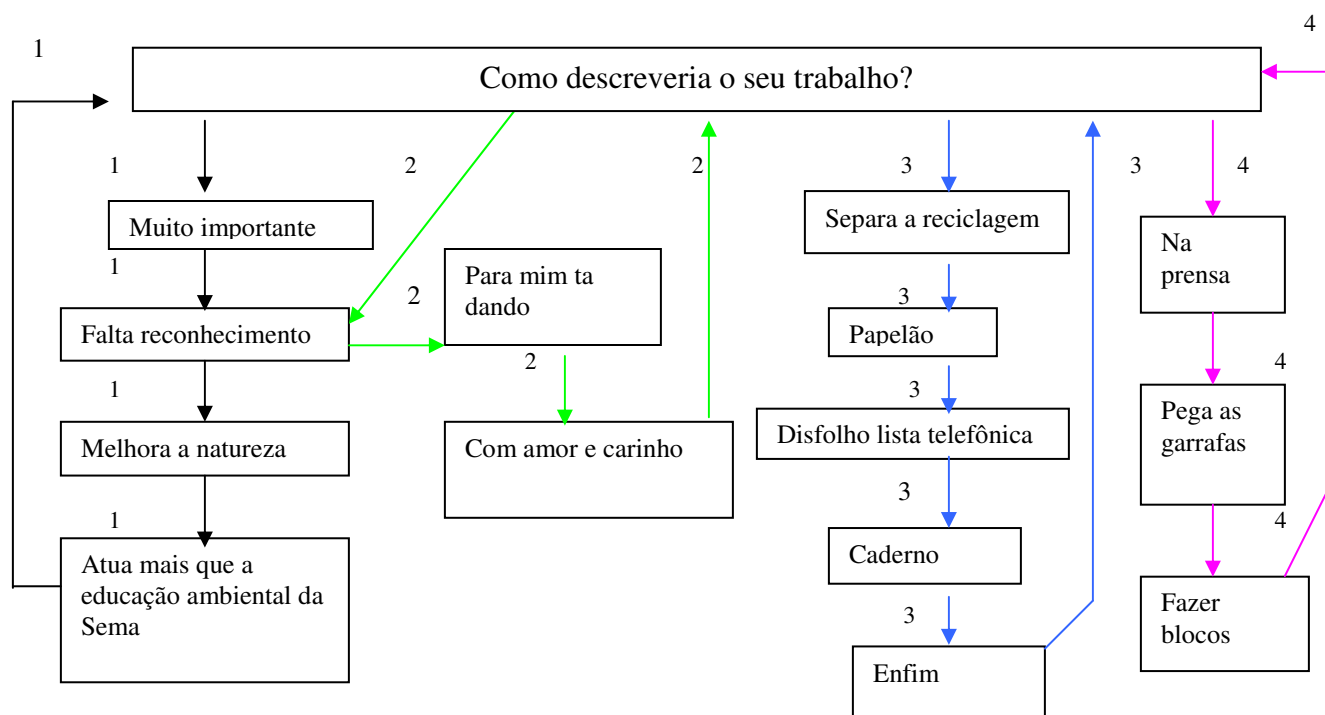 1
4
Como descreveria o seu trabalho?
1
2
2
3
3
4
Muito importante
Separa a reciclagem
Na
prensa
1
Para mim ta
dando
2
3
Falta reconhecimento
Papelão
2
4
1
3
Pega as
garrafas
Melhora a natureza
Com amor e carinho
Disfolho lista telefônica
3
1
4
Atua mais que a
educação ambiental da
Sema
Caderno
Fazer
blocos
3
Enfim